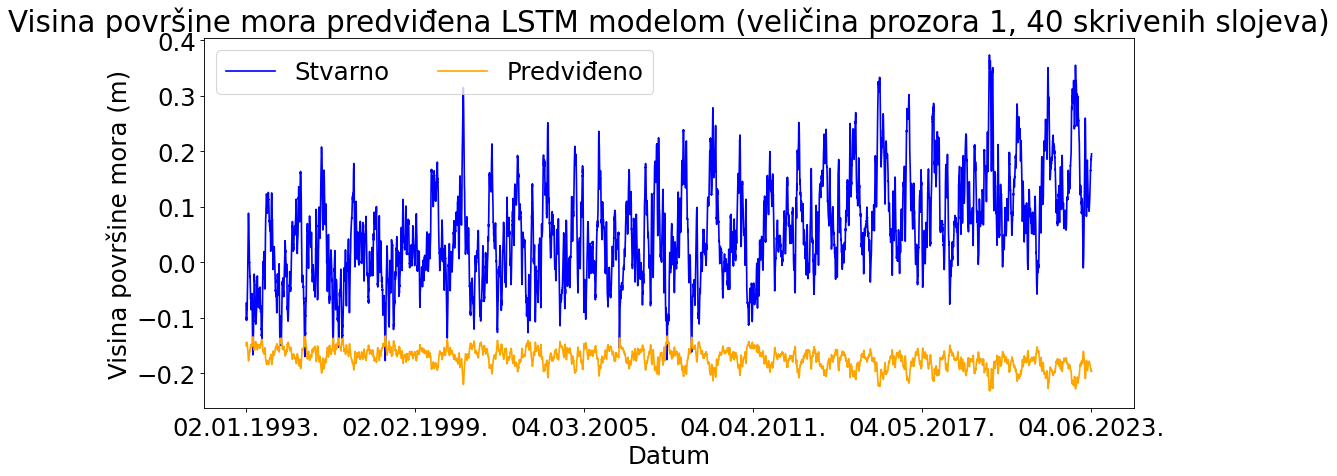 Visina površine mora predviđena LSTM modelom (veličina prozora 1, 40 skrivenih slojeva)
Stvarno Predviđeno
Visina površine mora (m)
0.4
0.3
0.2
0.1
0.0
−0.1
−0.2
02.01.1993. 02.02.1999. 04.03.2005. 04.04.2011. 04.05.2017. 04.06.2023.
Datum